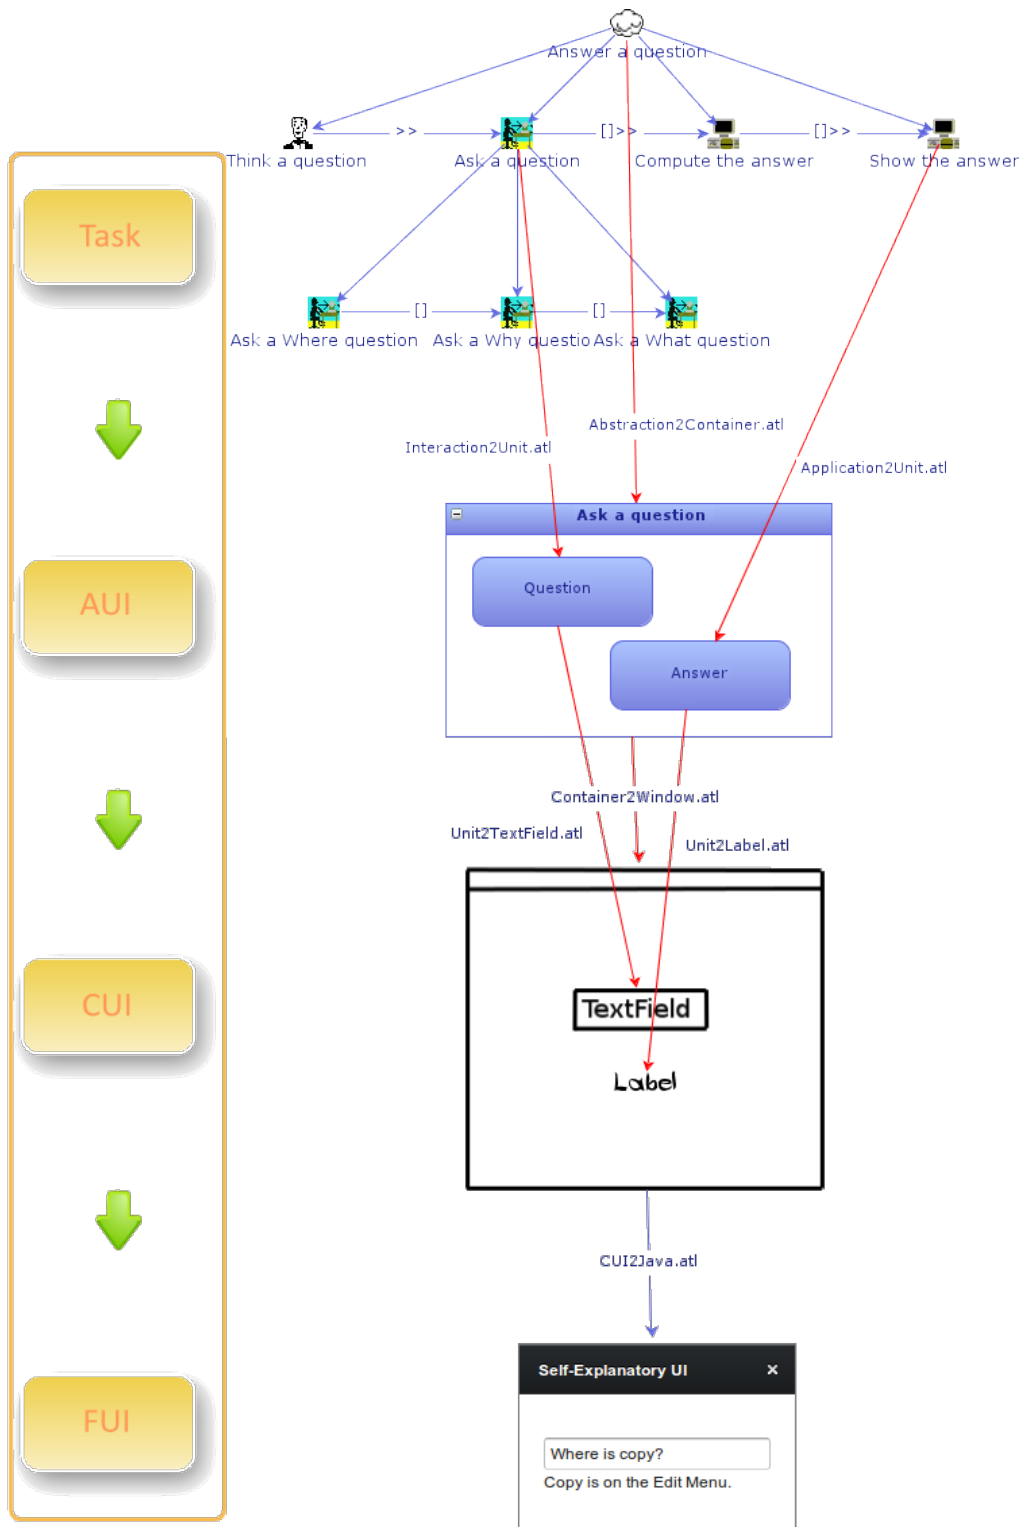 Answer a question
>>
[]>>
[]>>
Think a question
Ask a question
Compute the answer
Show the answer
Task
[]
[]
Ask a Where question
Ask a Why questio
Ask a What question
Abstraction2Container.atl
Interaction2Unit.atl
Application2Unit.atl
Ask a question
Question
AUI
Answer
Container2Window.atl
Unit2TextField.atl
Unit2Label.atl
CUI
TextField
Label
CUI2Java.atl
Self-Explanatory UI ×
FUI
Where is copy?
Copy is on the Edit Menu.